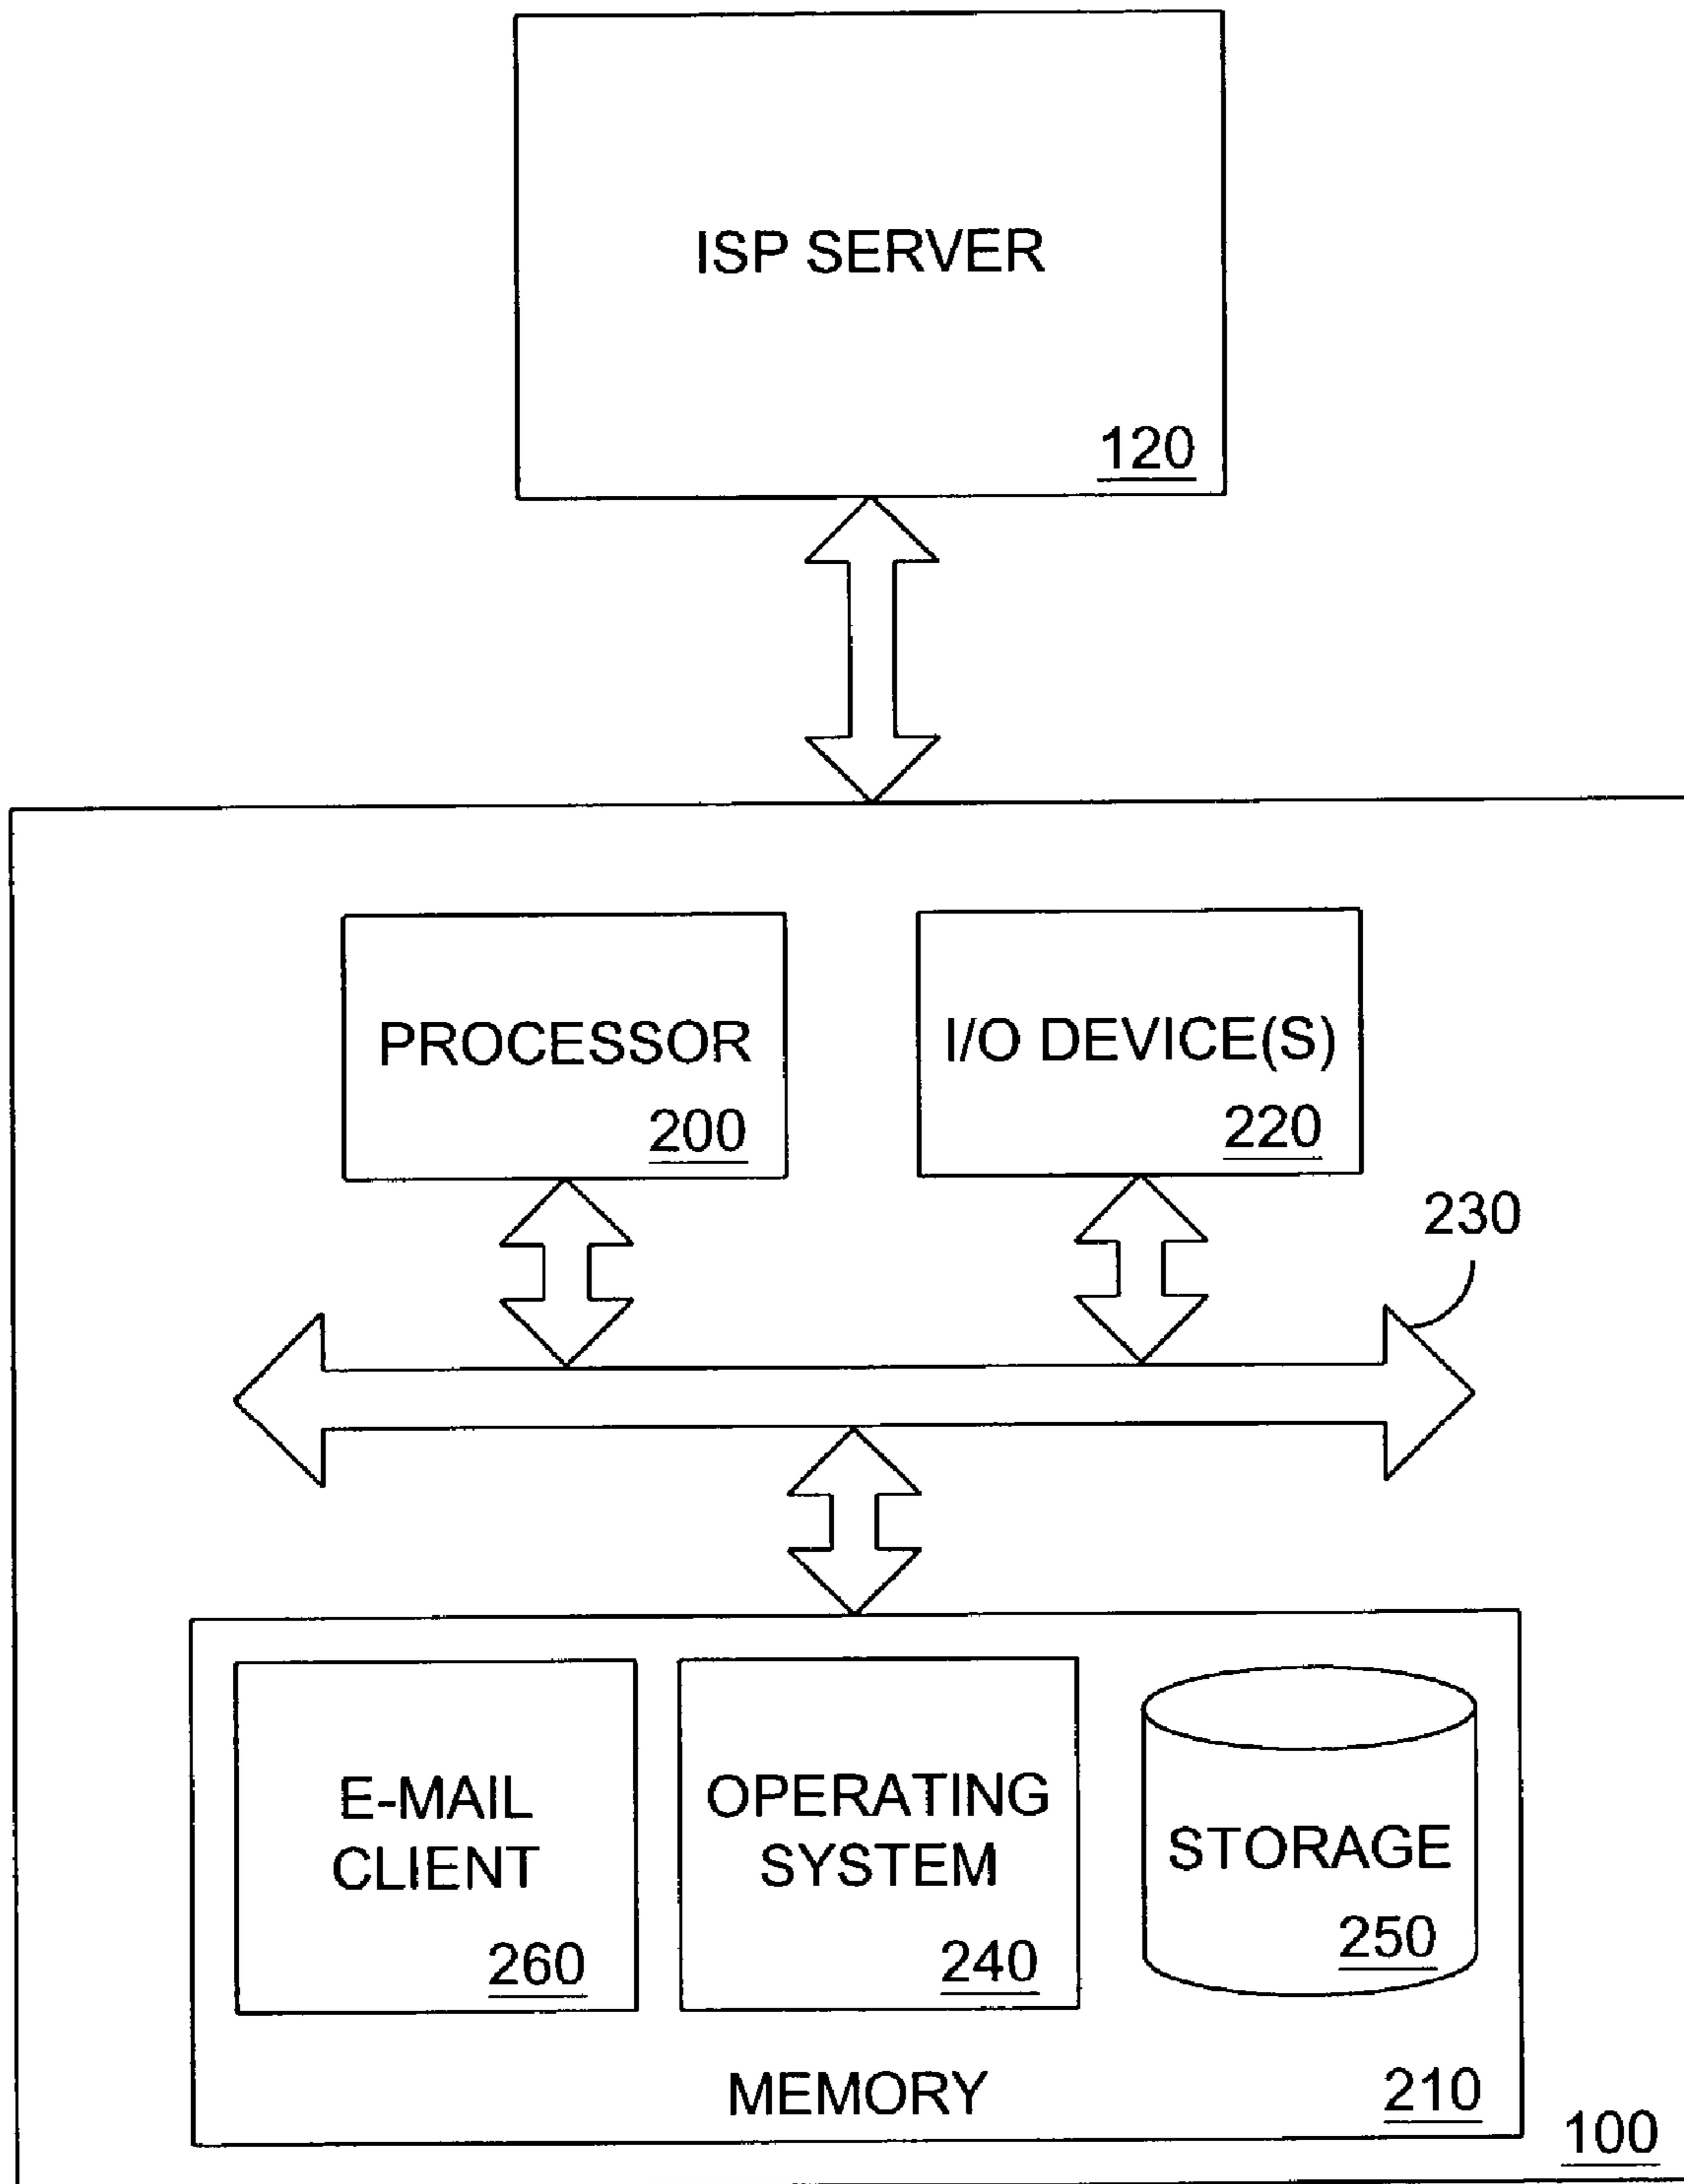 ISP SERVER
120
PROCESSOR
200
I/O DEVICE(S)
220
230
E-MAIL
CLIENT
260
OPERATING
SYSTEM
240
STORAGE
250
MEMORY
210
100